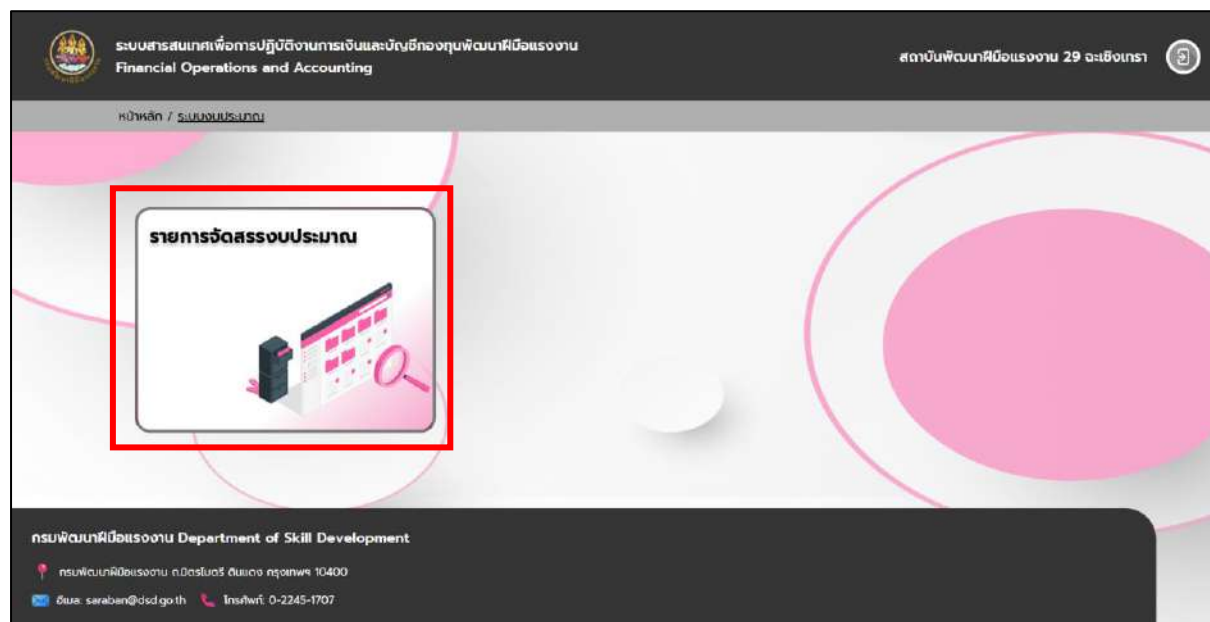 ระบบสารสนเทศเพื่อการปฏิบัติงานการเงินและบัญชีกองทุนพัฒนาฝีมือแรงงาน
Financial Operations and Accounting
สถาบันพัฒนาฝีมือแรงงาน 29 ฉะเชิงเทรา
หน้าหลัก / ระบบงบประมาณ
รายการจัดสรรงบประมาณ
กรมพัฒนาฝีมือแรงงาน Department of Skill Development
กรมพัฒนาฝีมือแรงงาน ถ.มิตรไมตรี ดินแดง กรุงเทพฯ 10400
อีเมล: saraban@dsd.go.th โทรศัพท์: 0-2245-1707